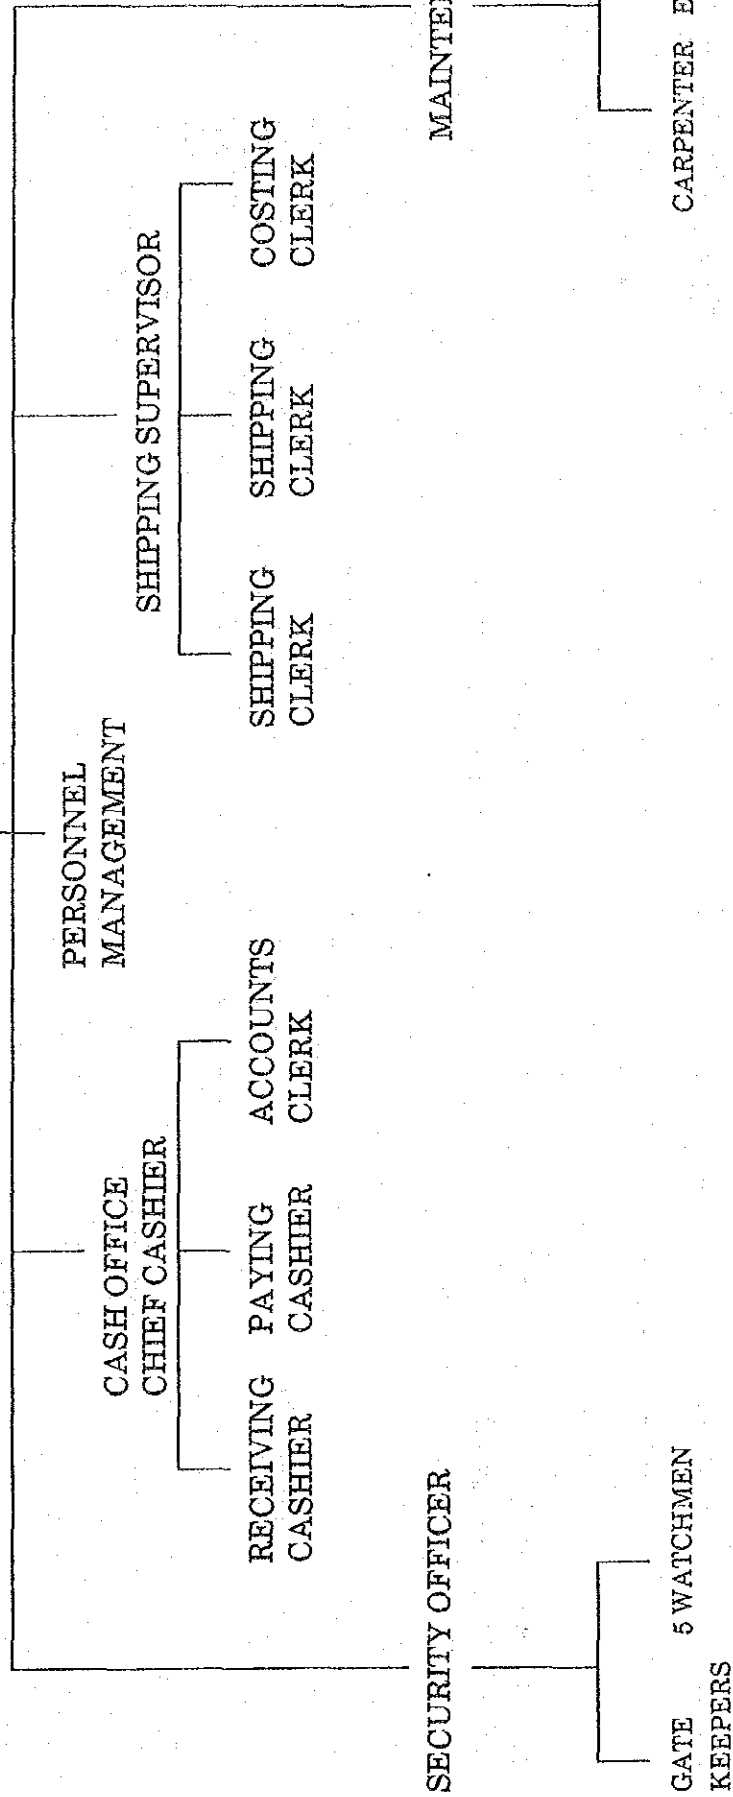 PERSONNEL
MANAGEMENT
CASH OFFICE
CHIEF CASHIER
SHIPPING SUPERVISOR
RECEIVING
CASHIER
PAYING
CASHIER
ACCOUNTS
CLERK
SHIPPING
CLERK
SHIPPING
CLERK
COSTING
CLERK
SECURITY OFFICER
MAINTE
GATE
KEEPERS
5 WATCHMEN
CARPENTER E